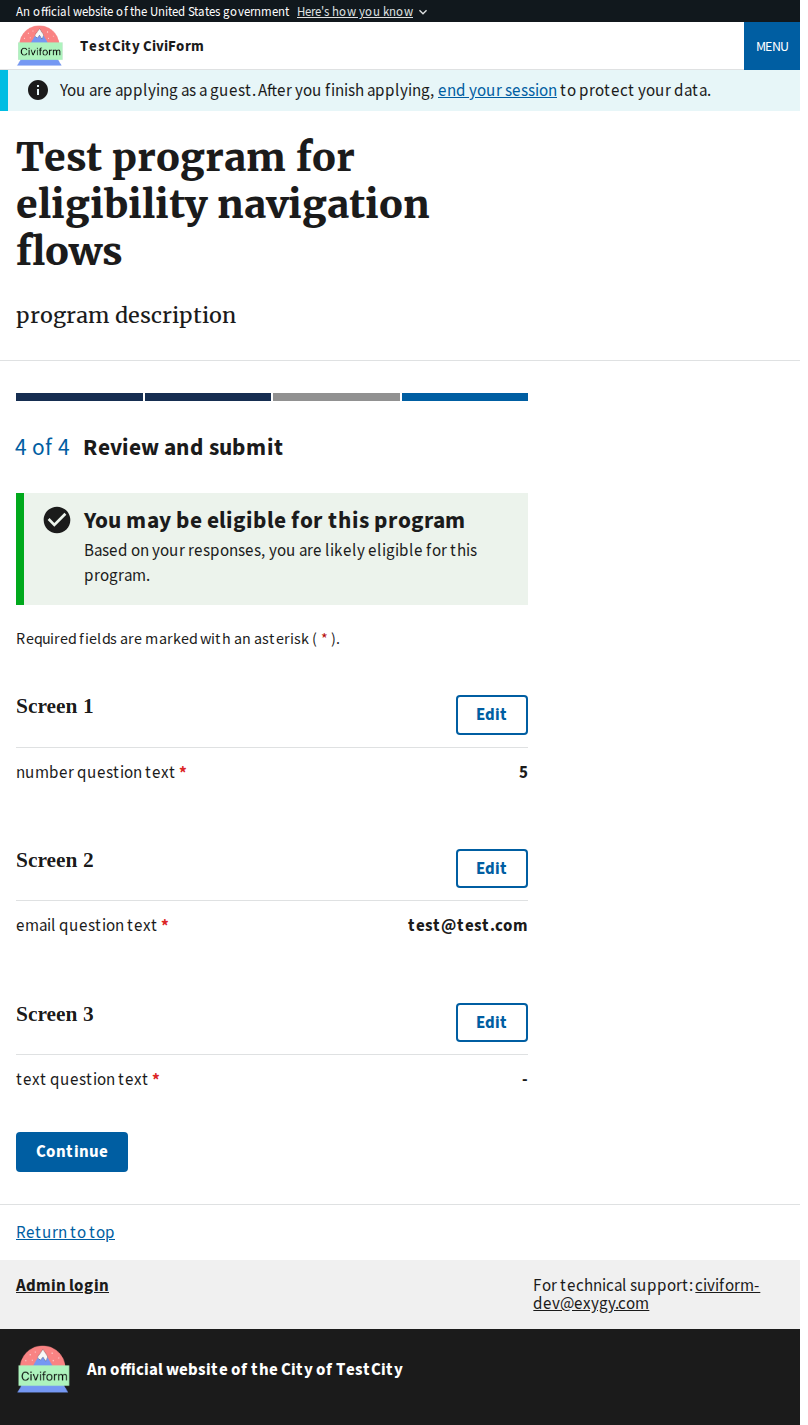 An official website of the United States government Here's how you know
Civiform
TestCity CiviForm
MENU
You are applying as a guest. After you finish applying, end your session to protect your data.
Test program for
eligibility navigation
flows
program description
4 of 4 Review and submit
You may be eligible for this program
Based on your responses, you are likely eligible for this
program.
Required fields are marked with an asterisk ( * ).
Screen 1
Edit
number question text *
5
Screen 2
Edit
email question text *
test@test.com
Screen 3
Edit
text question text *
-
Continue
Return to top
Admin login
For technical support: civiform-
dev@exygy.com
Civiform
An official website of the City of TestCity